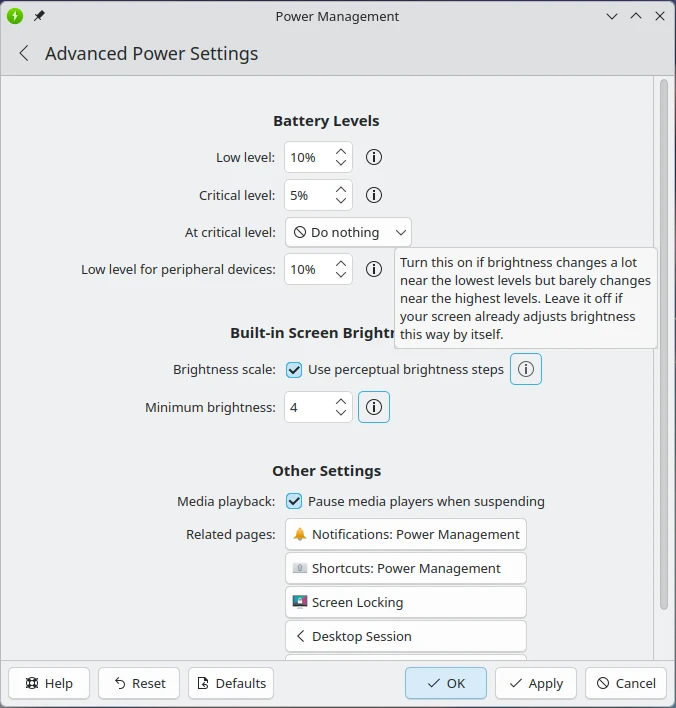 Power Management
Advanced Power Settings
Battery Levels
Low level: 10%
Critical level: 5%
At critical level: Do nothing
Low level for peripheral devices: 10%
Turn this on if brightness changes a lot
near the lowest levels but barely changes
near the highest levels. Leave it off if
your screen already adjusts brightness
this way by itself.
Built-in Screen
Brightness scale: Use perceptual brightness steps
Minimum brightness: 4
Other Settings
Media playback: Pause media players when suspending
Related pages: Notifications: Power Management
Shortcuts: Power Management
Screen Locking
Desktop Session
Help Reset Defaults OK Apply Cancel